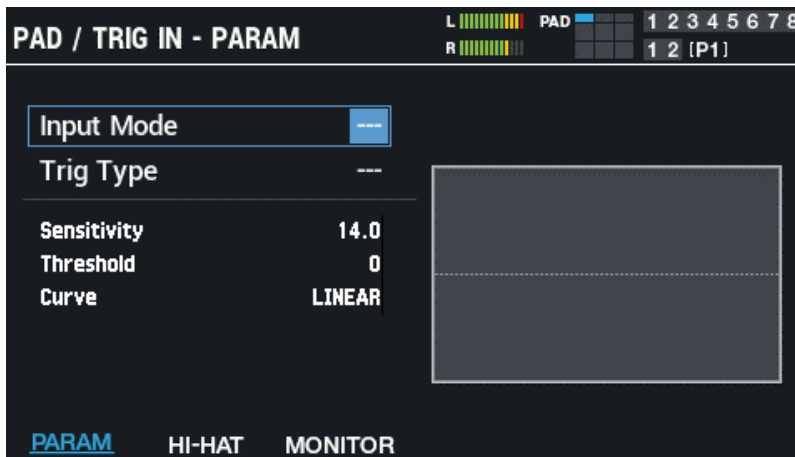 PAD / TRIG IN - PARAM
L PAD 1 2 3 4 5 6 7 8
R 1 2 [P1]
Input Mode ---
Trig Type ---
Sensitivity 14.0
Threshold 0
Curve LINEAR
PARAM HI-HAT MONITOR